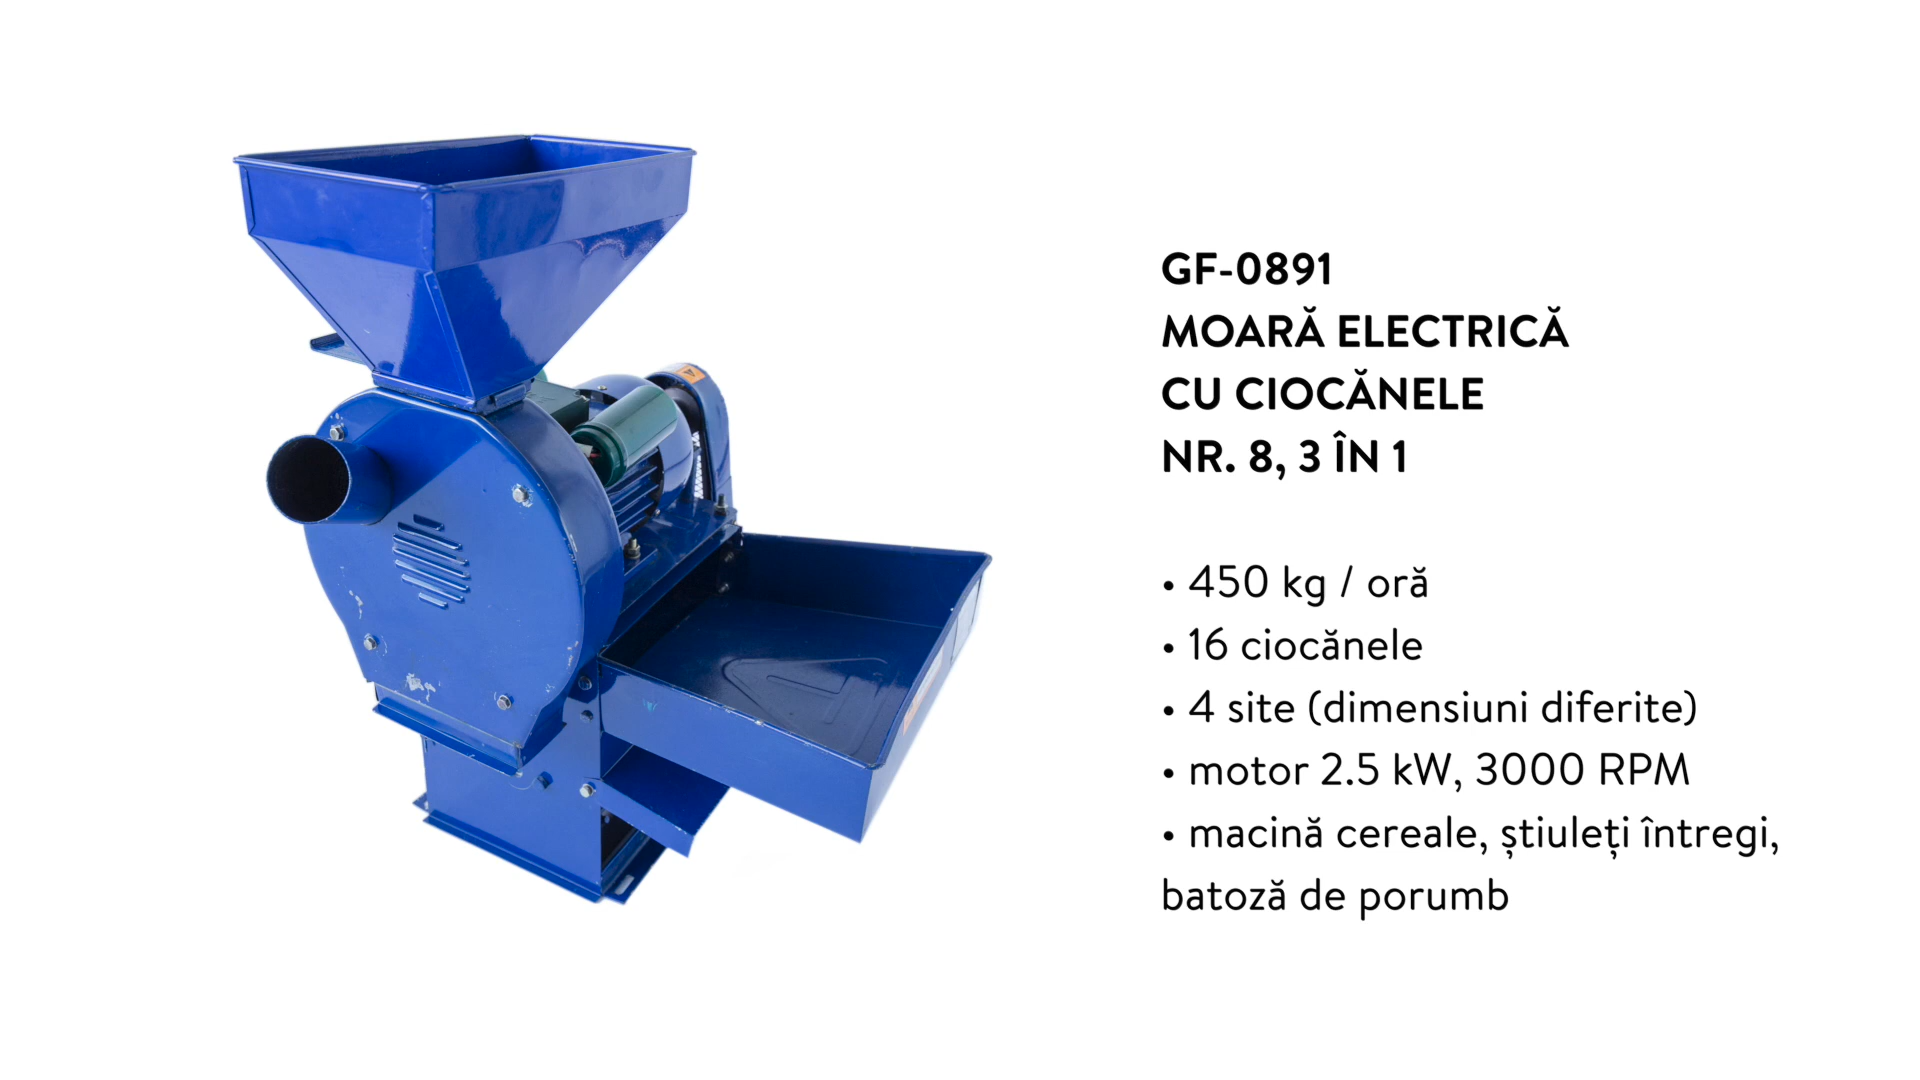 GF-0891
MOARĂ ELECTRICĂ
CU CIOCĂNELE
NR. 8, 3 ÎN 1
• 450 kg / oră
• 16 ciocănele
• 4 site (dimensiuni diferite)
• motor 2.5 kW, 3000 RPM
• macină cereale, știuleți întregi,
batoză de porumb